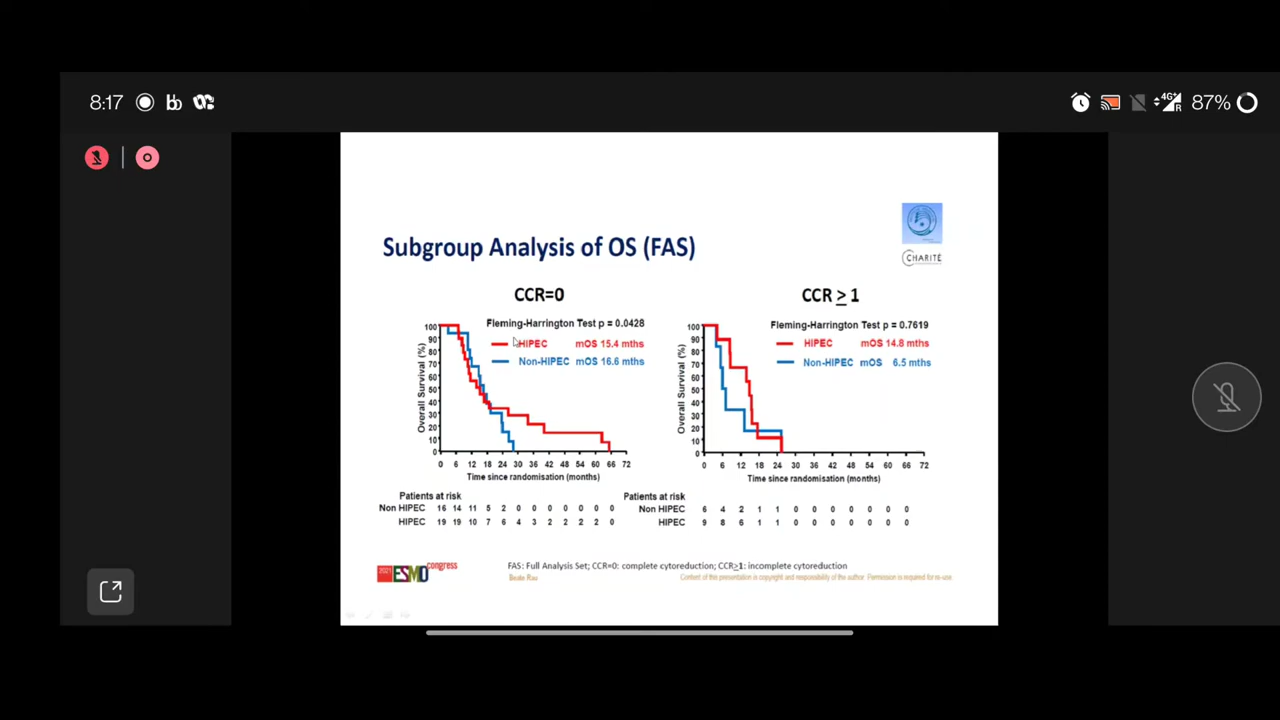 8:17
4G+
R
87%
Subgroup Analysis of OS (FAS)
CHARITÉ
CCR=0
Fleming-Harrington Test p = 0.0428
HIPEC mOS 15.4 mths
Non-HIPEC mOS 16.6 mths
Overall Survival (%)
100
90
80
70
60
50
40
30
20
10
0
0 6 12 18 24 30 36 42 48 54 60 66 72
Time since randomisation (months)
Patients at risk
Non HIPEC 16 14 11 5 2 0 0 0 0 0 0 0
HIPEC 19 19 10 7 6 4 3 2 2 2 2 0
CCR ≥ 1
Fleming-Harrington Test p = 0.7619
HIPEC mOS 14.8 mths
Non-HIPEC mOS 6.5 mths
Overall Survival (%)
100
90
80
70
60
50
40
30
20
10
0
0 6 12 18 24 30 36 42 48 54 60 66 72
Time since randomisation (months)
Patients at risk
Non HIPEC 6 4 2 1 1 0 0 0 0 0 0 0
HIPEC 9 8 6 1 1 0 0 0 0 0 0 0
2021 ESMO congress
FAS: Full Analysis Set; CCR=0: complete cytoreduction; CCR≥1: incomplete cytoreduction
Beate Rau
Content of this presentation is copyright and responsibility of the author. Permission is required for re-use